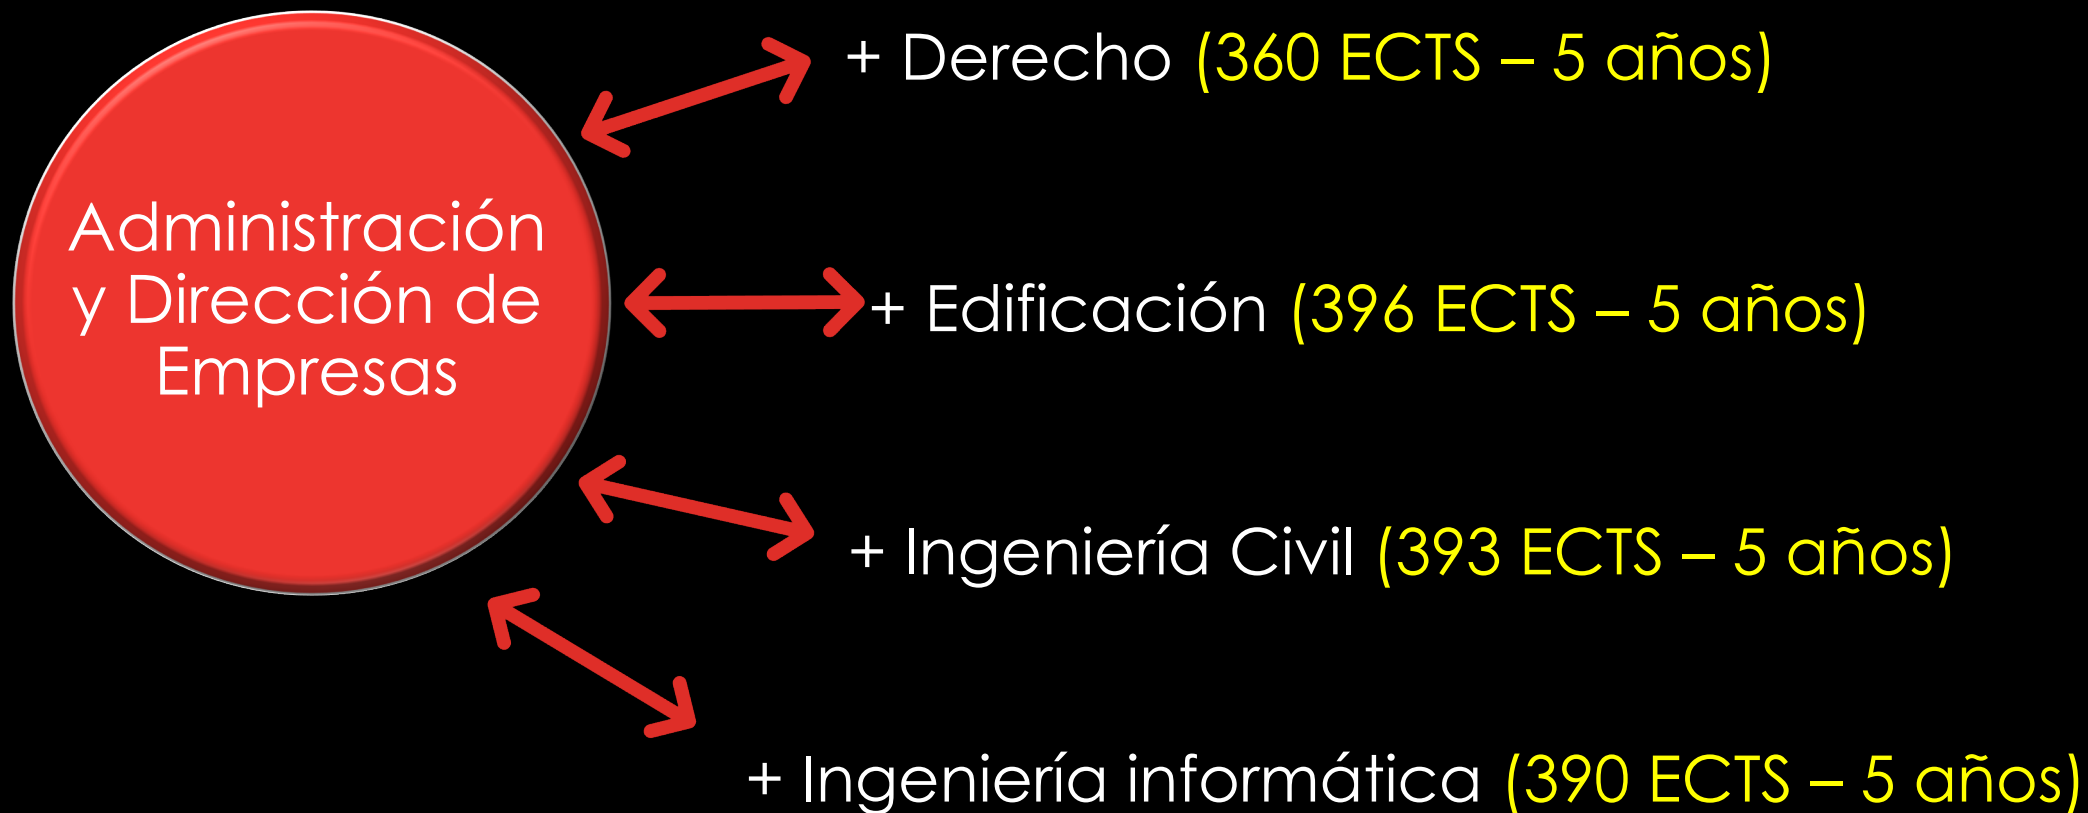 + Derecho (360 ECTS – 5 años)
Administración
y Dirección de
Empresas
+ Edificación (396 ECTS – 5 años)
+ Ingeniería Civil (393 ECTS – 5 años)
+ Ingeniería informática (390 ECTS – 5 años)